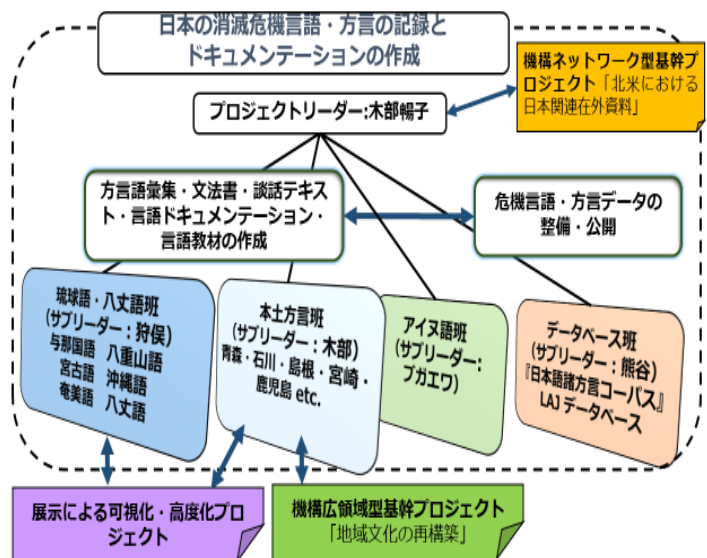 日本の消滅危機言語・方言の記録と
ドキュメンテーションの作成
機構ネットワーク型基幹プ
ロジェクト「北米における
日本関連在外資料」
プロジェクトリーダー:木部暢子
方言語彙集・文法書・談話テキス
ト・言語ドキュメンテーション・
言語教材の作成
危機言語・方言データの
整備・公開
琉球語・八丈語班
(サブリーダー：狩俣)
与那国語 八重山語
宮古語 沖縄語
奄美語 八丈語
本土方言班
(サブリーダー：木部)
青森・石川・島根・宮崎・
鹿児島 etc.
アイヌ語班
(サブリーダー:
ブガエワ)
データベース班
(サブリーダー：熊谷)
『日本語諸方言コーパス』
LAJ データベース
展示による可視化・高度化プロ
ジェクト
機構広領域型基幹プロジェクト
「地域文化の再構築」